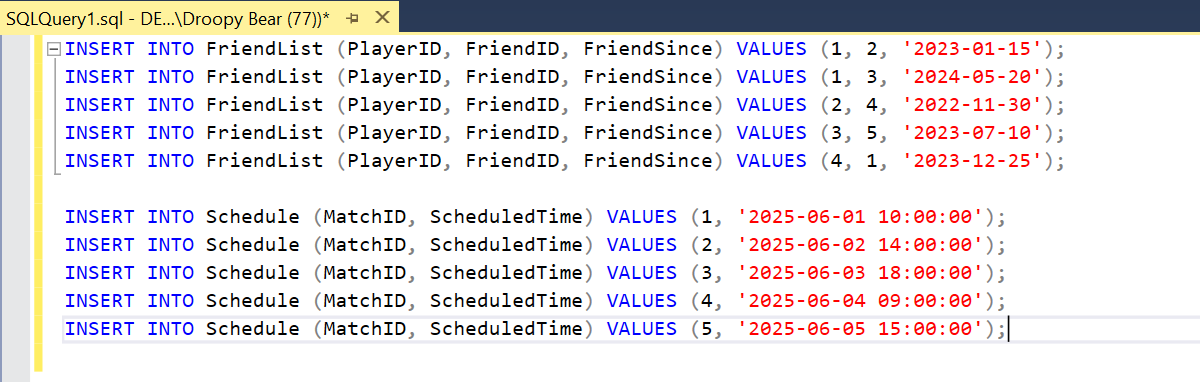 SQLQuery1.sql - DE...\Droopy Bear (77))*
INSERT INTO FriendList (PlayerID, FriendID, FriendSince) VALUES (1, 2, '2023-01-15');
INSERT INTO FriendList (PlayerID, FriendID, FriendSince) VALUES (1, 3, '2024-05-20');
INSERT INTO FriendList (PlayerID, FriendID, FriendSince) VALUES (2, 4, '2022-11-30');
INSERT INTO FriendList (PlayerID, FriendID, FriendSince) VALUES (3, 5, '2023-07-10');
INSERT INTO FriendList (PlayerID, FriendID, FriendSince) VALUES (4, 1, '2023-12-25');
INSERT INTO Schedule (MatchID, ScheduledTime) VALUES (1, '2025-06-01 10:00:00');
INSERT INTO Schedule (MatchID, ScheduledTime) VALUES (2, '2025-06-02 14:00:00');
INSERT INTO Schedule (MatchID, ScheduledTime) VALUES (3, '2025-06-03 18:00:00');
INSERT INTO Schedule (MatchID, ScheduledTime) VALUES (4, '2025-06-04 09:00:00');
INSERT INTO Schedule (MatchID, ScheduledTime) VALUES (5, '2025-06-05 15:00:00');